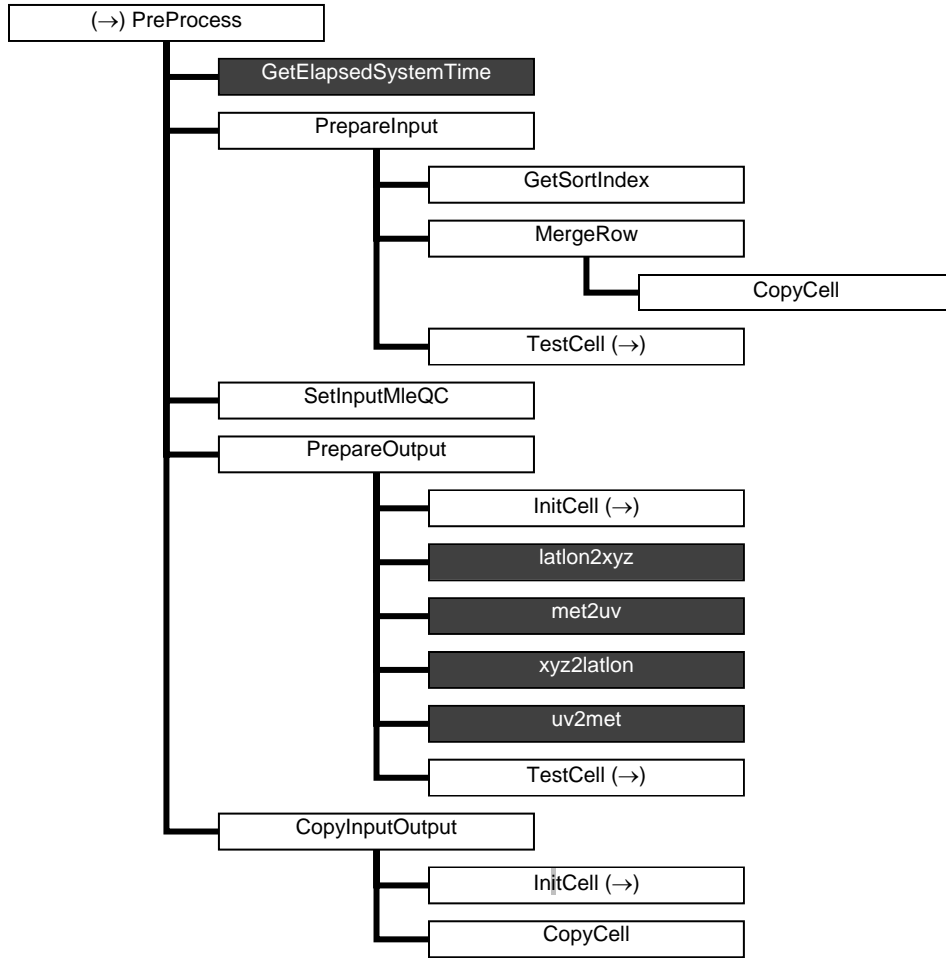 (→) PreProcess
GetElapsedSystemTime
PrepareInput
GetSortIndex
MergeRow
CopyCell
TestCell (→)
SetInputMleQC
PrepareOutput
InitCell (→)
latlon2xyz
met2uv
xyz2latlon
uv2met
TestCell (→)
CopyInputOutput
InitCell (→)
CopyCell